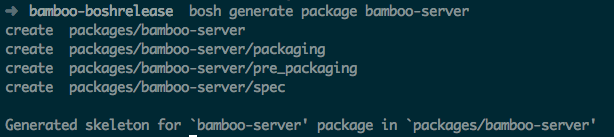 ➜ bamboo-boshrelease bosh generate package bamboo-server
create packages/bamboo-server
create packages/bamboo-server/packaging
create packages/bamboo-server/pre_packaging
create packages/bamboo-server/spec
Generated skeleton for `bamboo-server' package in `packages/bamboo-server'